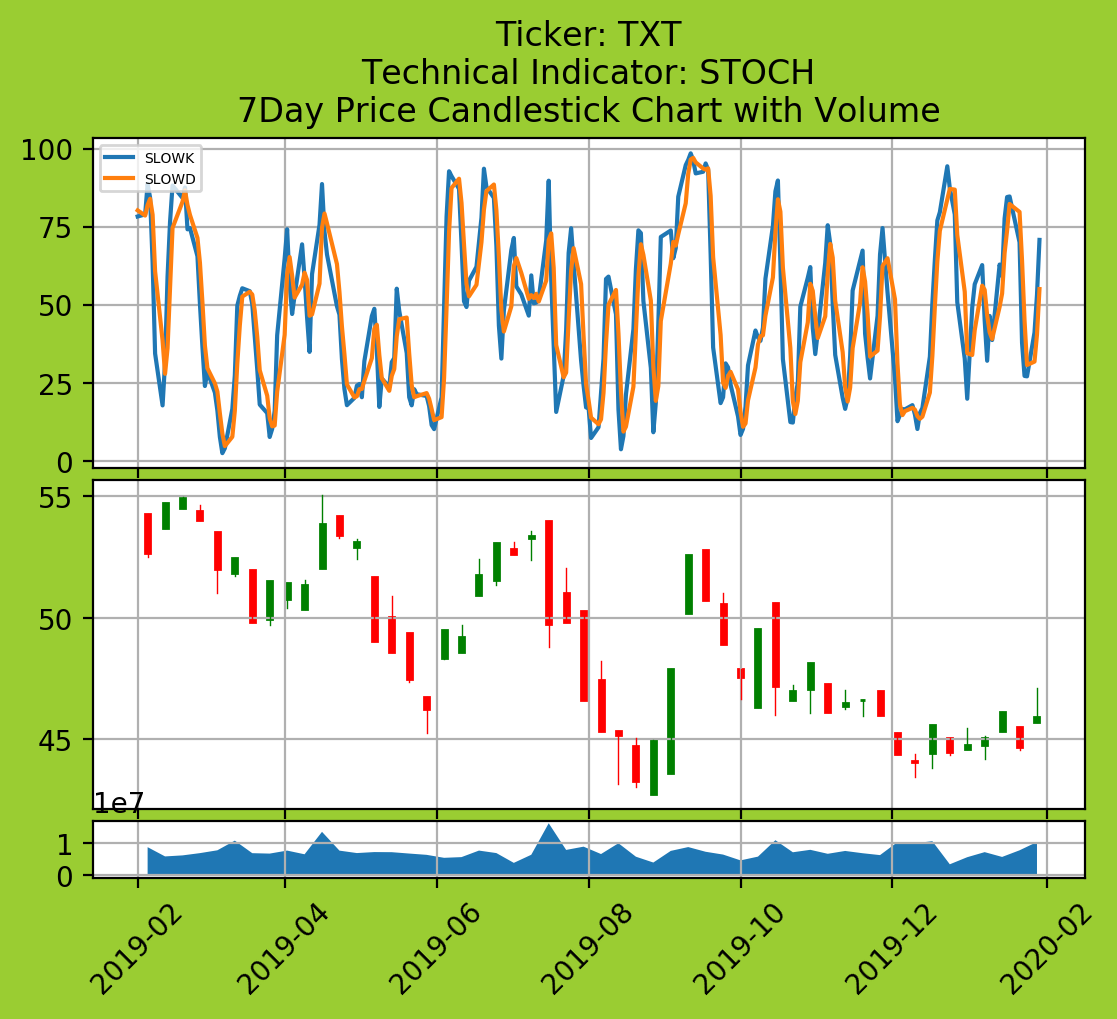 Ticker: TXT
Technical Indicator: STOCH
7Day Price Candlestick Chart with Volume
100
75
50
25
0
SLOWK
SLOWD
55
50
45
1e7
1
0
2019-02
2019-04
2019-06
2019-08
2019-10
2019-12
2020-02